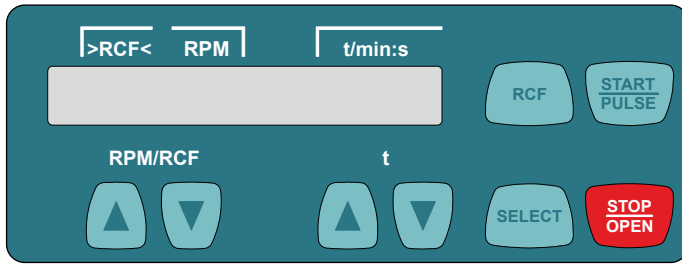 >RCF< RPM t/min:s
RCF
START
PULSE
RPM/RCF t
SELECT
STOP
OPEN